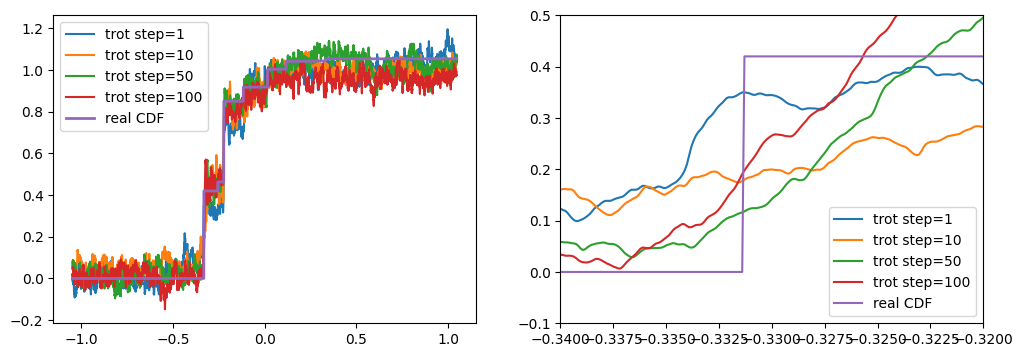 trot step=1
trot step=10
trot step=50
trot step=100
real CDF
1.2
1.0
0.8
0.6
0.4
0.2
0.0
−0.2
−1.0 −0.5 0.0 0.5 1.0
0.5
0.4
0.3
0.2
0.1
0.0
−0.1
trot step=1
trot step=10
trot step=50
trot step=100
real CDF
−0.3400 −0.3375 −0.3350 −0.3325 −0.3300 −0.3275 −0.3250 −0.3225 −0.3200